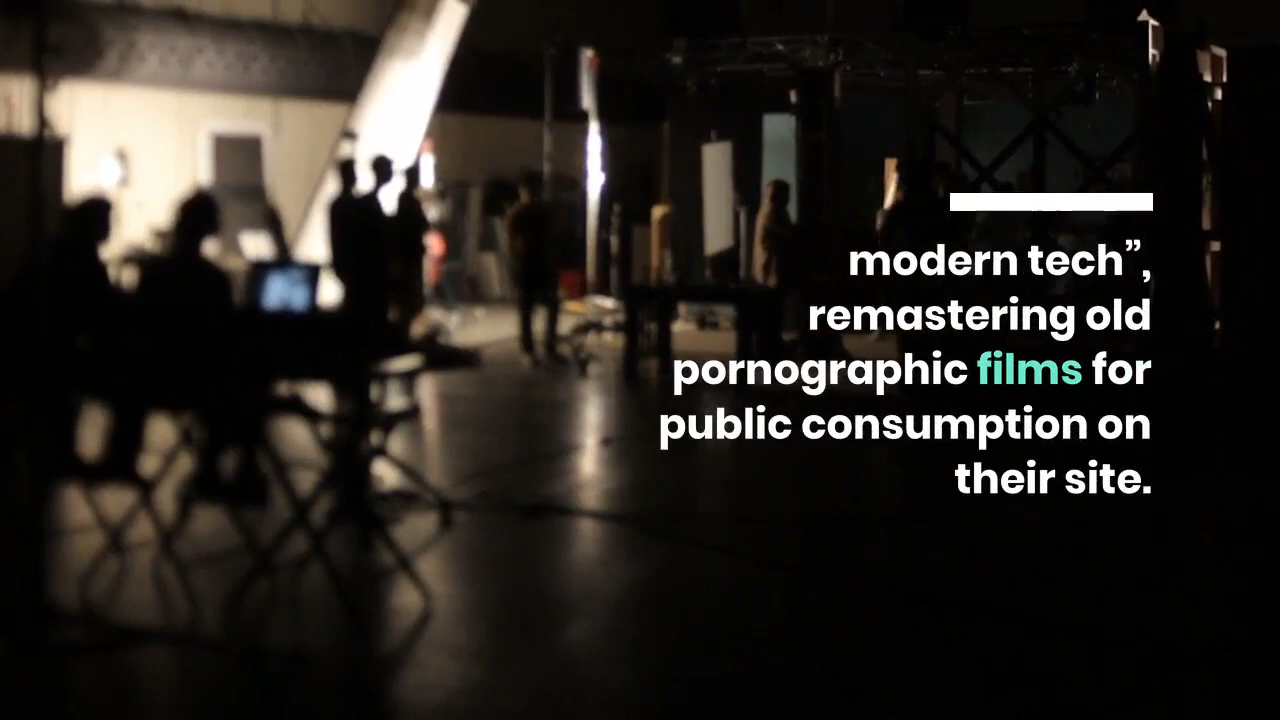 modern tech”,
remastering old
pornographic films for
public consumption on
their site.